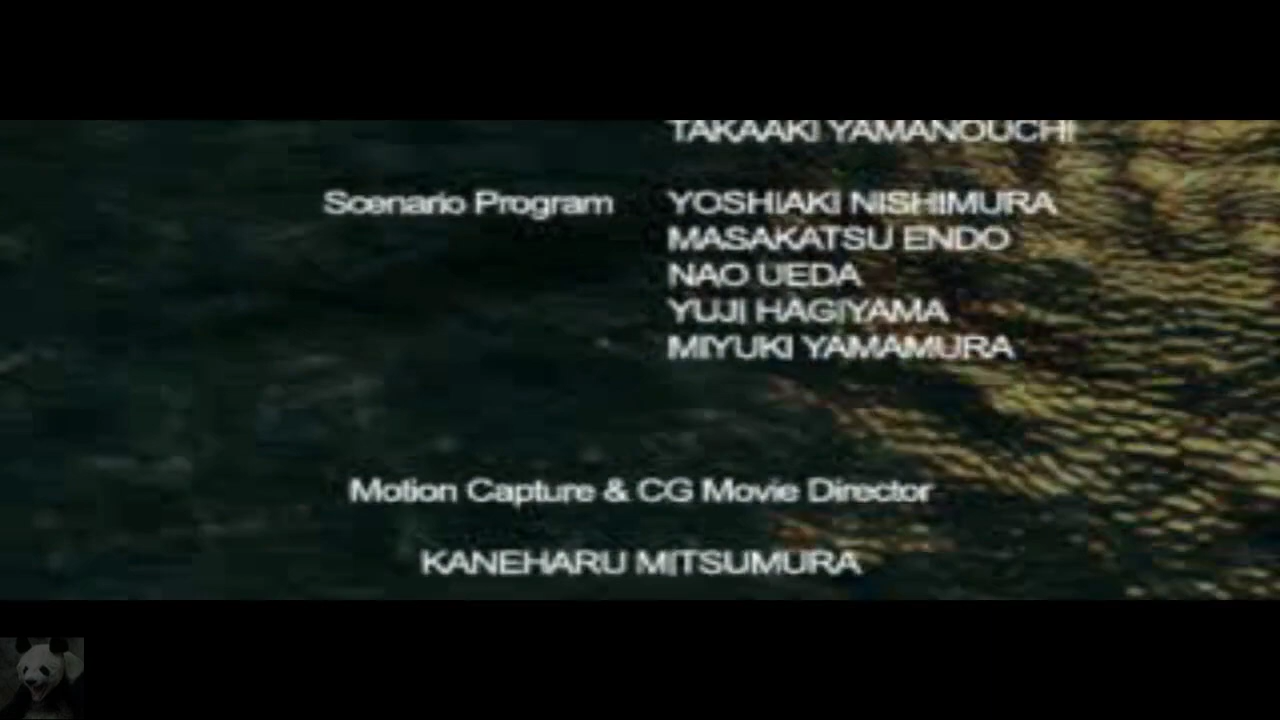 TAKAAKI YAMANOUCHI
Scenario Program YOSHIAKI NISHIMURA
MASAKATSU ENDO
NAO UEDA
YUJI HAGIYAMA
MIYUKI YAMAMURA
Motion Capture & CG Movie Director
KANEHARU MITSUMURA